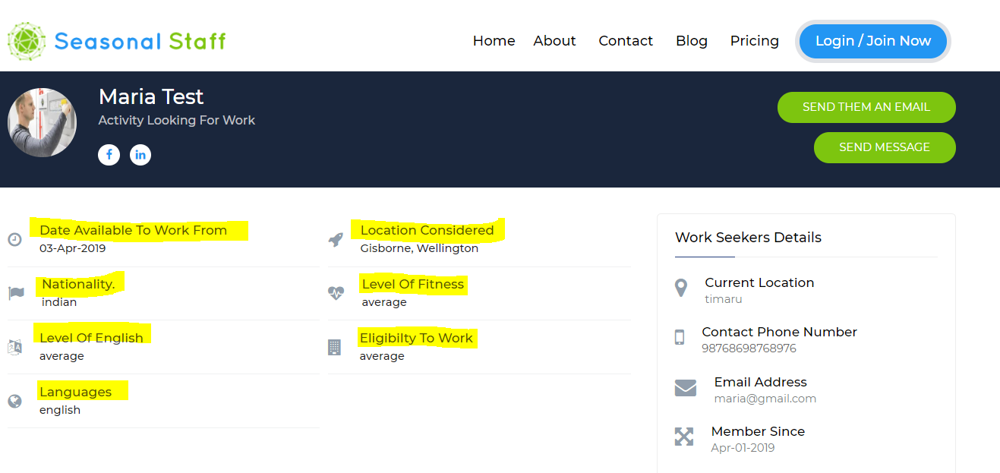 Seasonal Staff
Home About Contact Blog Pricing Login / Join Now
Maria Test
Activity Looking For Work
f in
SEND THEM AN EMAIL
SEND MESSAGE
Date Available To Work From
03-Apr-2019
Location Considered
Gisborne, Wellington
Nationality.
indian
Level Of Fitness
average
Level Of English
average
Eligibilty To Work
average
Languages
english
Work Seekers Details
Current Location
timaru
Contact Phone Number
98768698768976
Email Address
maria@gmail.com
Member Since
Apr-01-2019